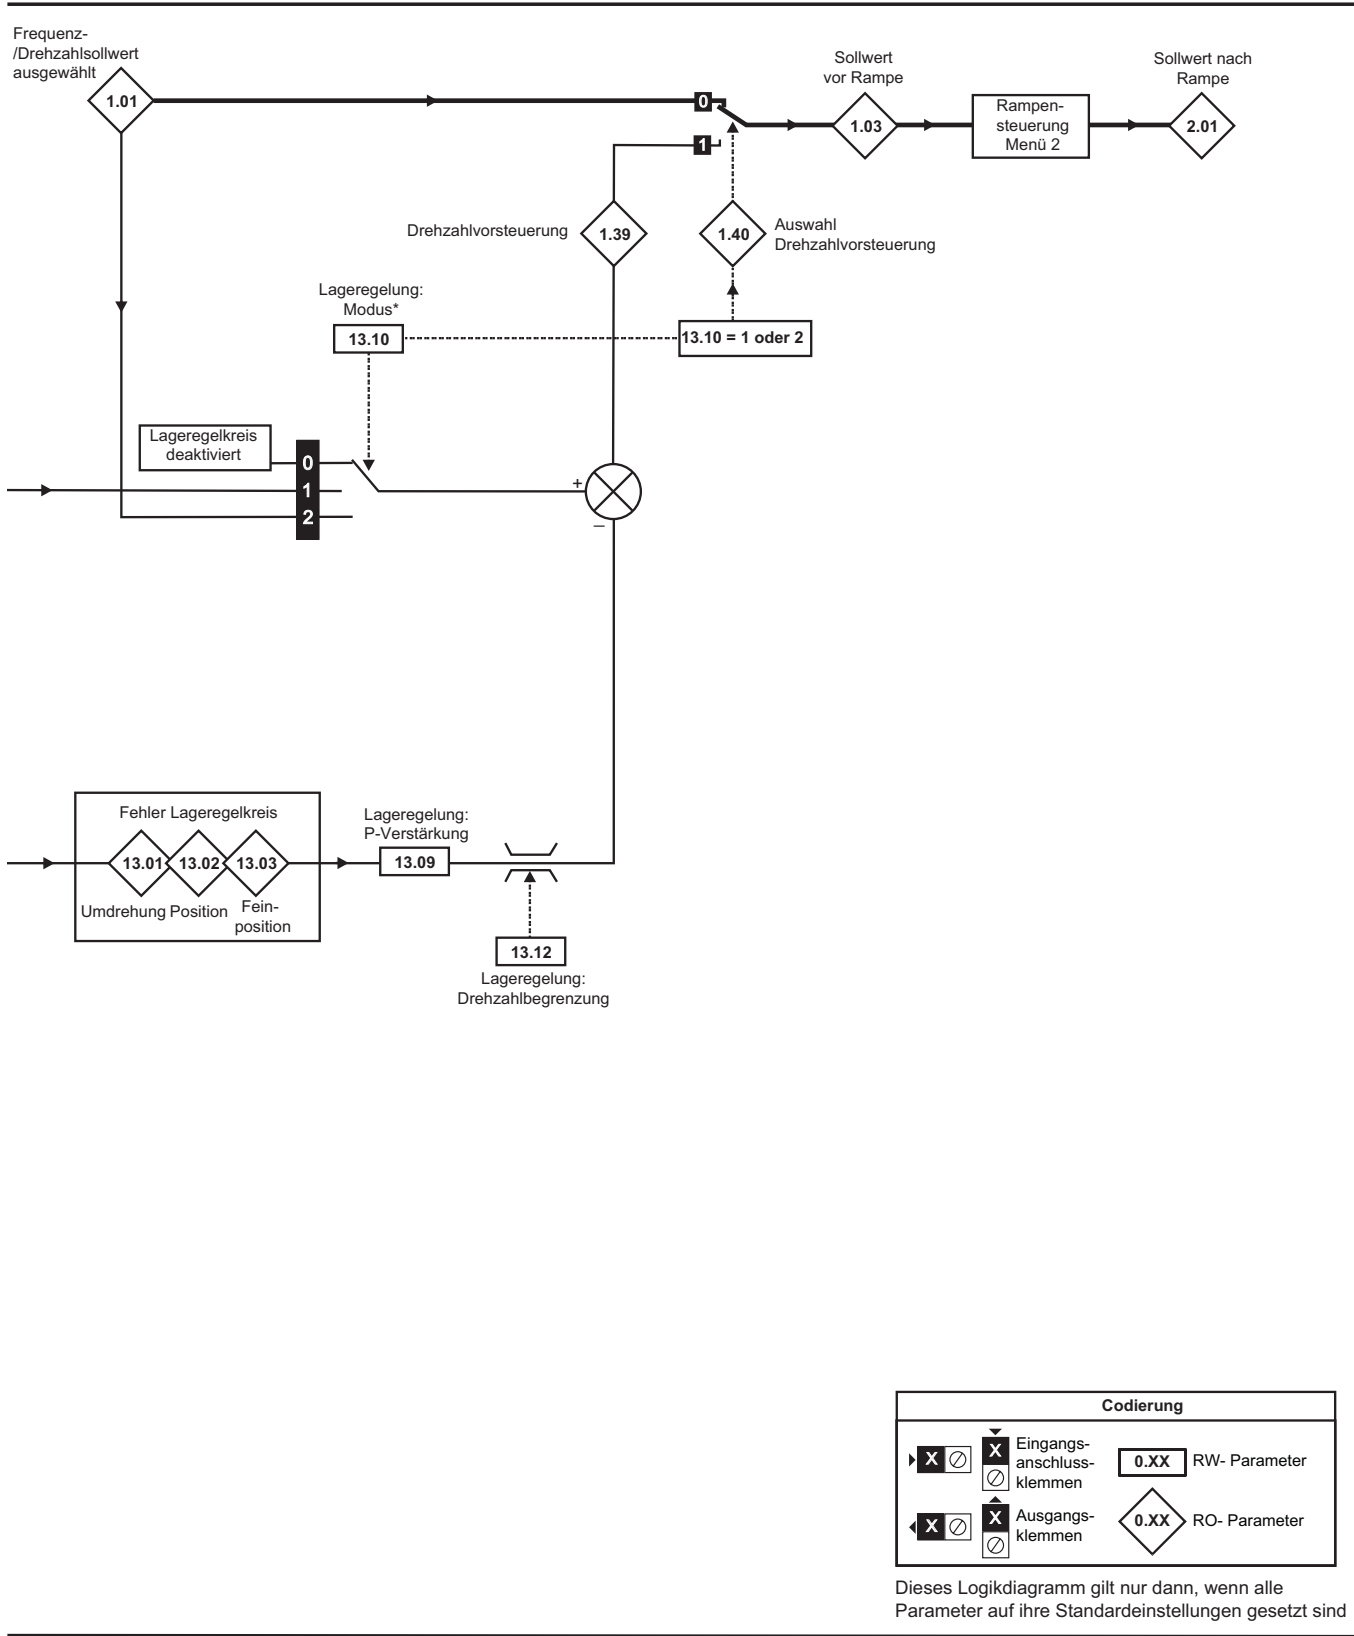 Frequenz-
/Drehzahlsollwert
ausgewählt
1.01
0
1
Sollwert
vor Rampe
1.03
Rampen-
steuerung
Menü 2
Sollwert nach
Rampe
2.01
Drehzahlvorsteuerung
1.39
1.40
Auswahl
Drehzahlvorsteuerung
Lageregelung:
Modus*
13.10
13.10 = 1 oder 2
Lageregelkreis
deaktiviert
0
1
2
+
–
Fehler Lageregelkreis
13.01 13.02 13.03
Umdrehung Position Fein-
position
Lageregelung:
P-Verstärkung
13.09
13.12
Lageregelung:
Drehzahlbegrenzung
Codierung
X
X
Eingangs-
anschluss-
klemmen
0.XX
RW- Parameter
X
X
Ausgangs-
klemmen
0.XX
RO- Parameter
Dieses Logikdiagramm gilt nur dann, wenn alle
Parameter auf ihre Standardeinstellungen gesetzt sind